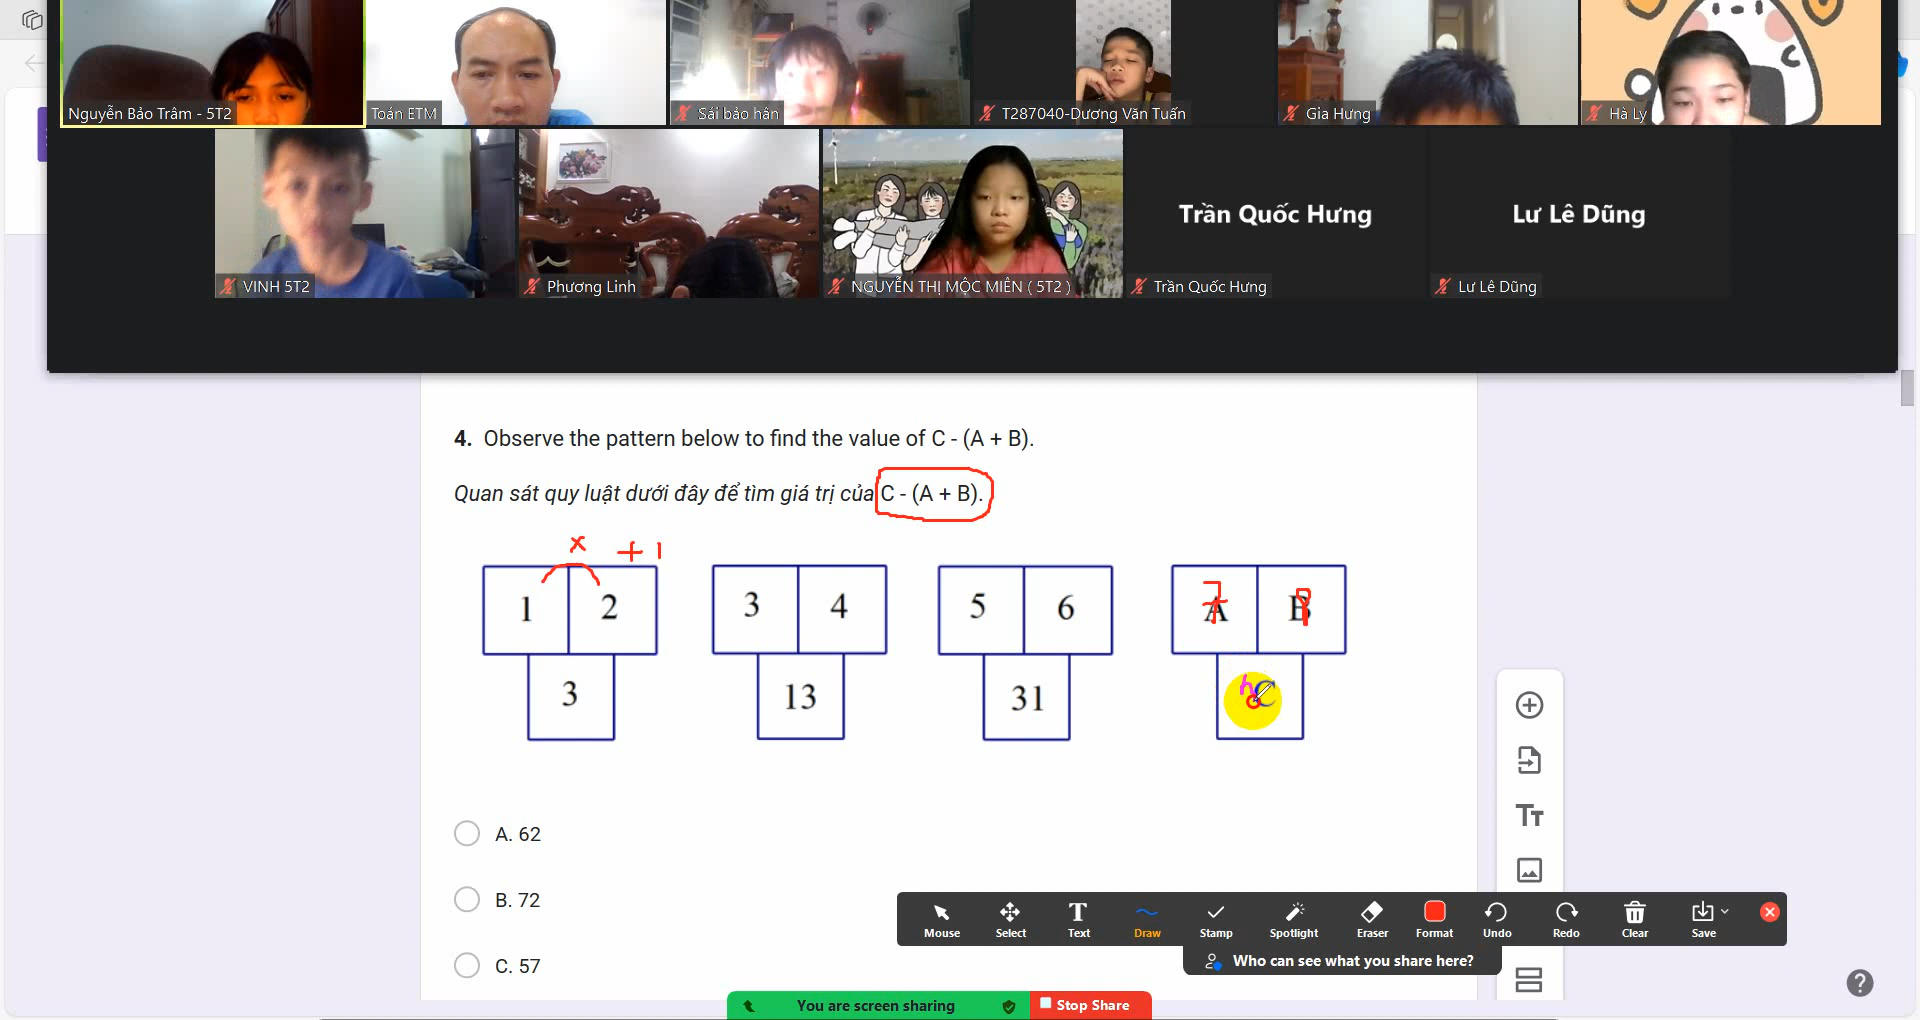 Nguyễn Bảo Trâm - 5T2
Toán ETM
Sái bảo hân
T287040-Dương Văn Tuấn
Gia Hưng
Hà Ly
VINH 5T2
Phương Linh
NGUYỄN THỊ MỘC MIÊN ( 5T2 )
Trần Quốc Hưng
Trần Quốc Hưng
Lư Lê Dũng
Lư Lê Dũng
4. Observe the pattern below to find the value of C - (A + B).
Quan sát quy luật dưới đây để tìm giá trị của C - (A + B).
x +1
1 2 3 4 5 6 A B
7
3 13 31 C
A. 62
B. 72
C. 57
Mouse Select Text Draw Stamp Spotlight Eraser Format Undo Redo Clear Save
Who can see what you share here?
You are screen sharing Stop Share